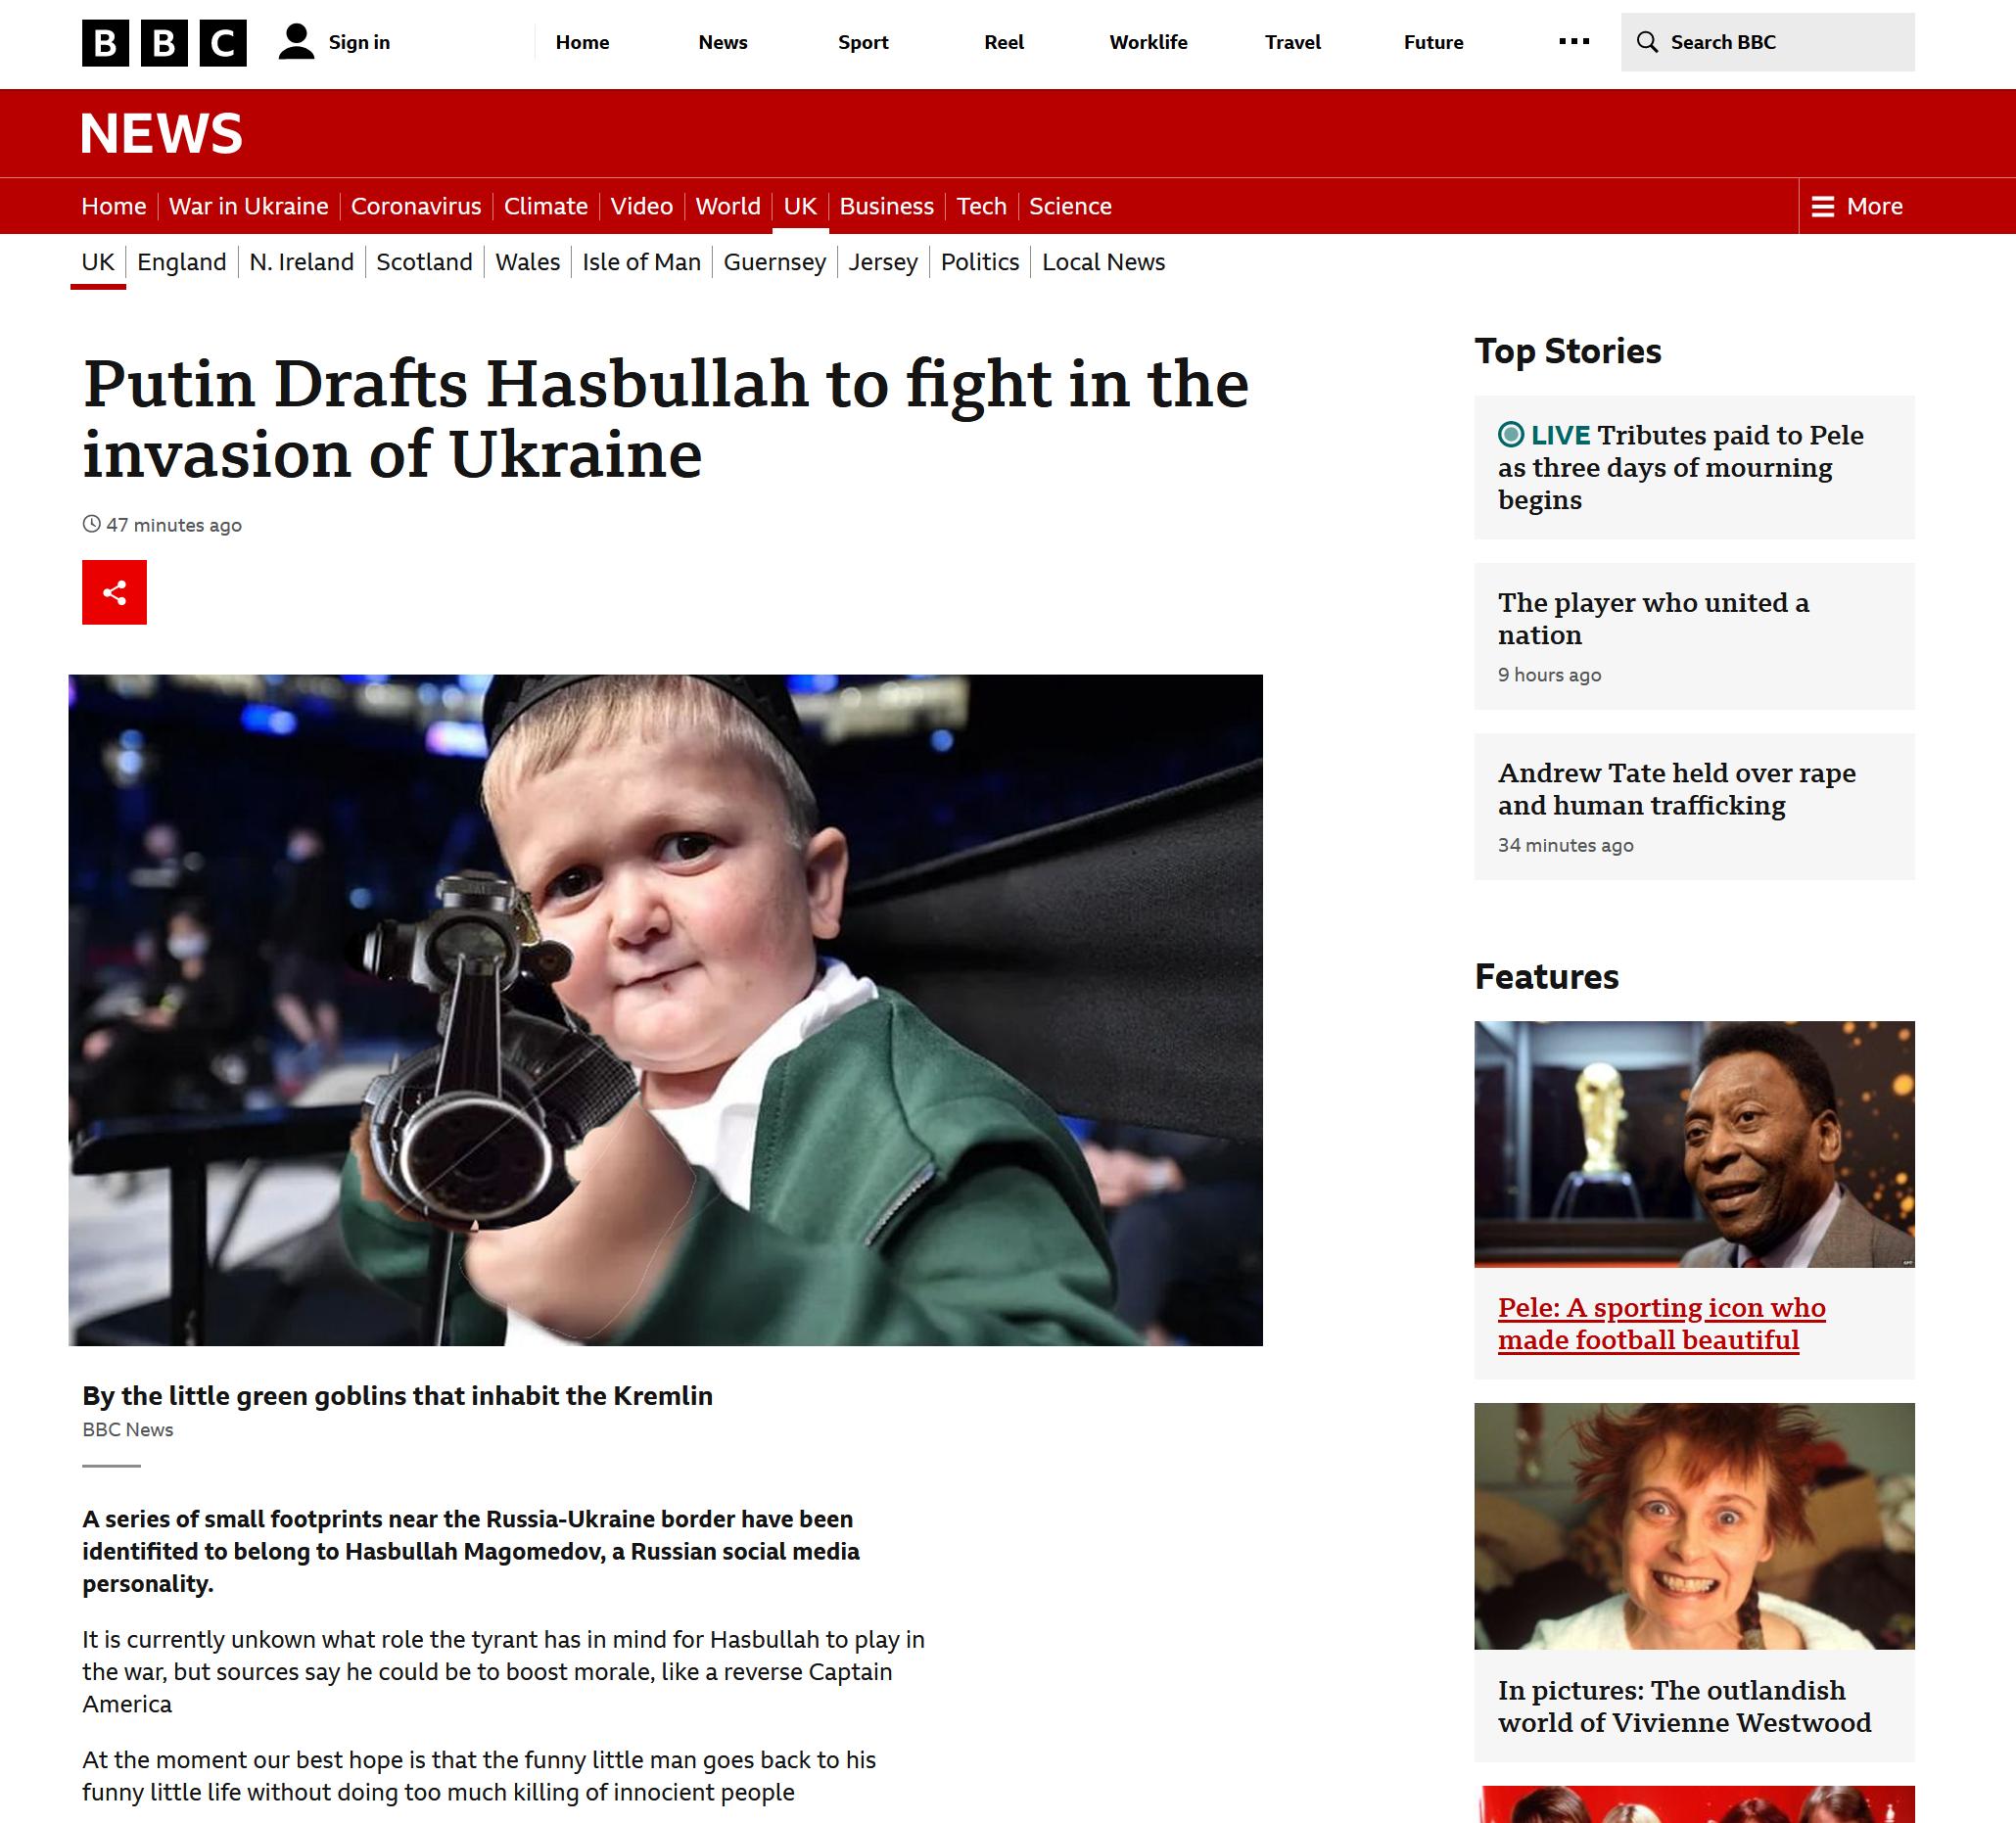 BBC
Sign in
Home
News
Sport
Reel
Worklife
Travel
Future
Search BBC
NEWS
Home
War in Ukraine
Coronavirus
Climate
Video
World
UK
Business
Tech
Science
More
UK
England
N. Ireland
Scotland
Wales
Isle of Man
Guernsey
Jersey
Politics
Local News
Putin Drafts Hasbullah to fight in the
invasion of Ukraine
47 minutes ago
By the little green goblins that inhabit the Kremlin
BBC News
A series of small footprints near the Russia-Ukraine border have been
identifited to belong to Hasbullah Magomedov, a Russian social media
personality.
It is currently unkown what role the tyrant has in mind for Hasbullah to play in
the war, but sources say he could be to boost morale, like a reverse Captain
America
At the moment our best hope is that the funny little man goes back to his
funny little life without doing too much killing of innocient people
Top Stories
LIVE Tributes paid to Pele
as three days of mourning
begins
The player who united a
nation
9 hours ago
Andrew Tate held over rape
and human trafficking
34 minutes ago
Features
Pele: A sporting icon who
made football beautiful
In pictures: The outlandish
world of Vivienne Westwood